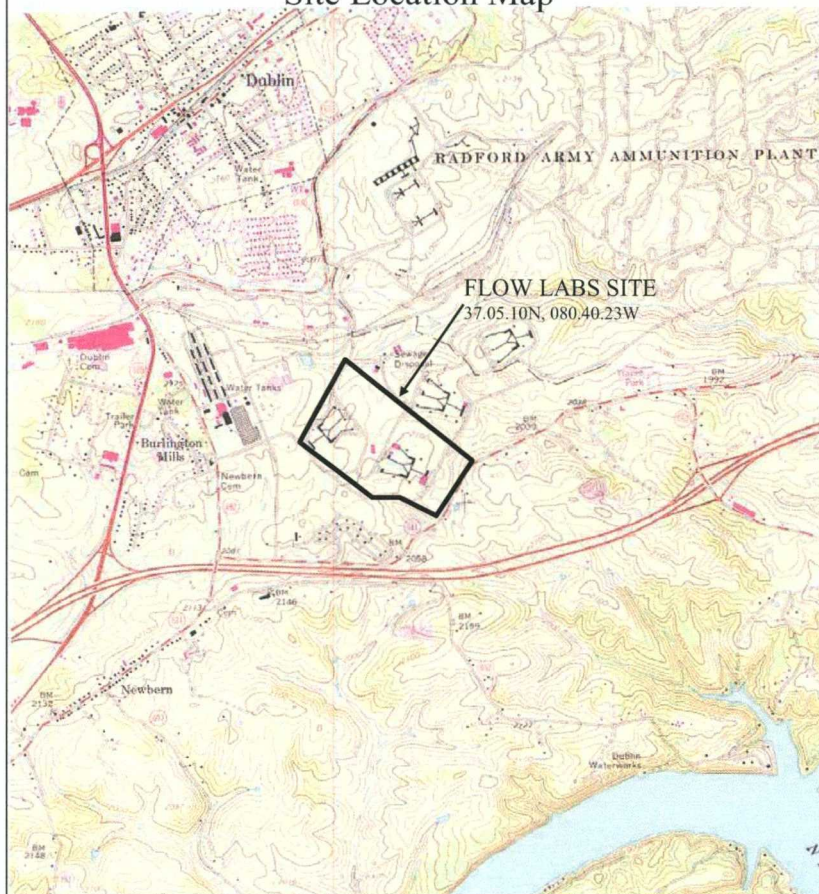 Site Location Map
Dublin
RADFORD ARMY AMMUNITION PLANT
Water
Tank
FLOW LABS SITE
37.05.10N, 080.40.23W
Sewage
Disposal
Dublin
Cem
Water Tanks
Water
Tank
Trailer
Park
Burlington
Mills
Cem
Newbern
Cem
BM
1992
BM
BM
2098
BM
2146
BM
2132
Newbern
Dublin
Waterworks
BM
2148